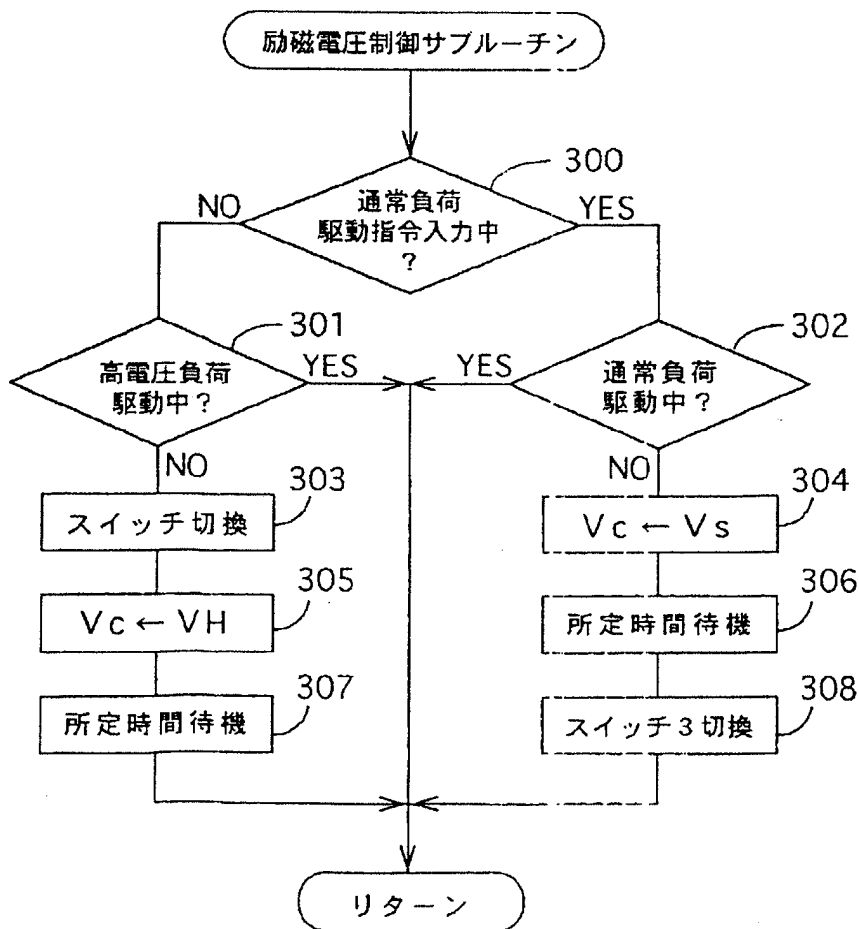 励磁電圧制御サブルーチン
300
通常負荷
駆動指令入力中
?
NO
YES
301
高電圧負荷
駆動中?
YES
NO
302
通常負荷
駆動中?
YES
NO
303
スイッチ切換
304
Vc ← Vs
305
Vc ← VH
306
所定時間待機
307
所定時間待機
308
スイッチ3切換
リターン